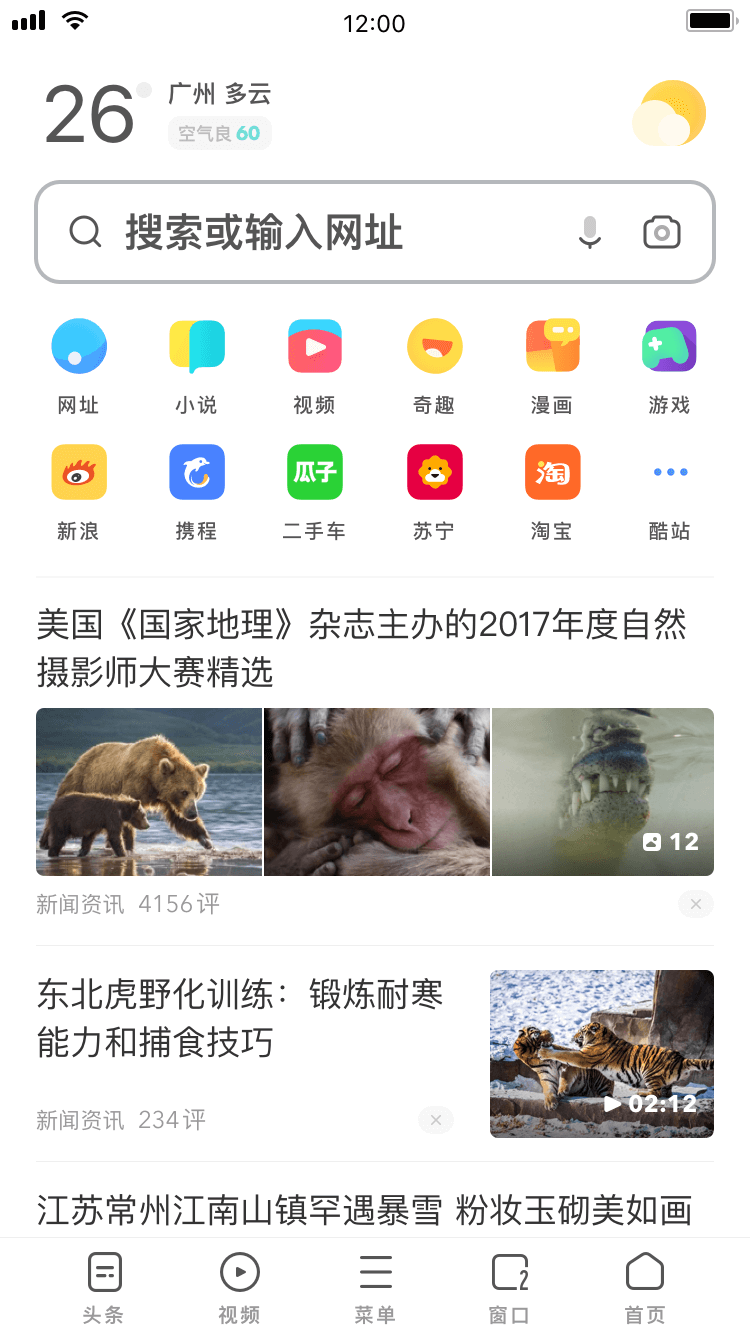 12:00
26°
广州 多云
空气良 60
搜索或输入网址
网址 小说 视频 奇趣 漫画 游戏
瓜子 淘
新浪 携程 二手车 苏宁 淘宝 酷站
美国《国家地理》杂志主办的2017年度自然
摄影师大赛精选
12
新闻资讯 4156评
东北虎野化训练：锻炼耐寒
能力和捕食技巧
02:12
新闻资讯 234评
江苏常州江南山镇罕遇暴雪 粉妆玉砌美如画
2
头条 视频 菜单 窗口 首页